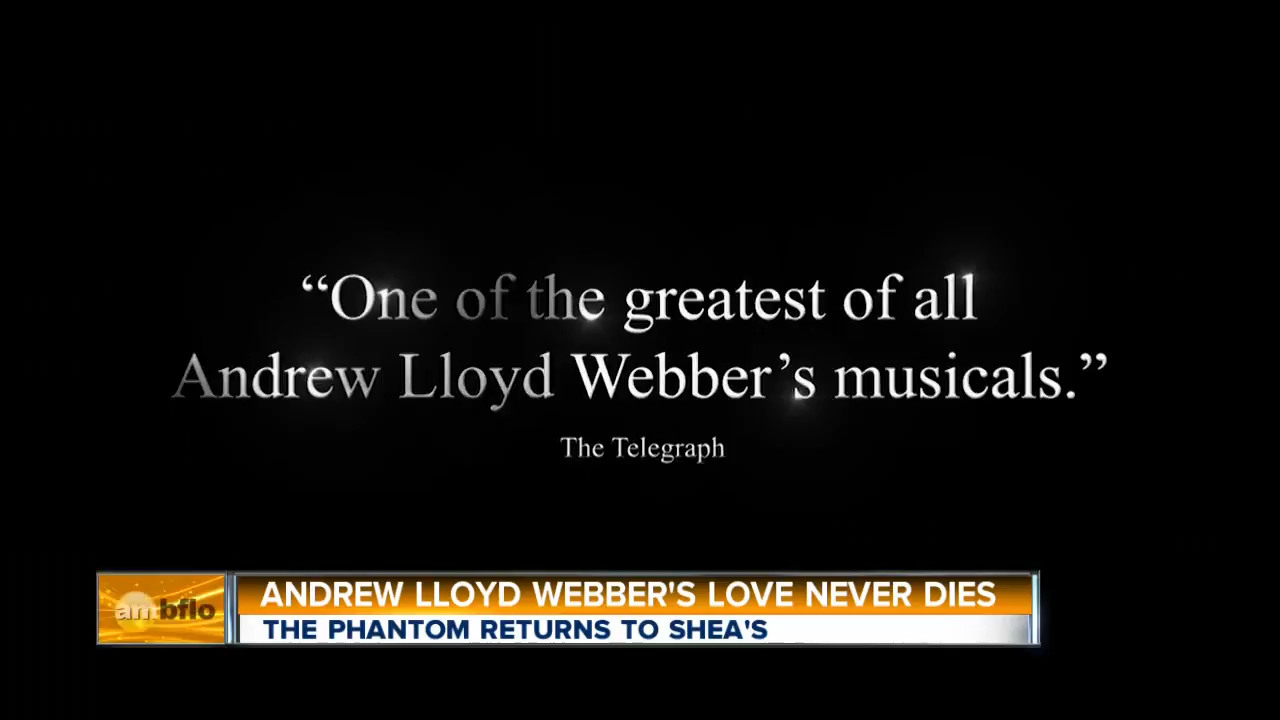 “One of the greatest of all
Andrew Lloyd Webber’s musicals.”
The Telegraph
am bflo
ANDREW LLOYD WEBBER'S LOVE NEVER DIES
THE PHANTOM RETURNS TO SHEA'S